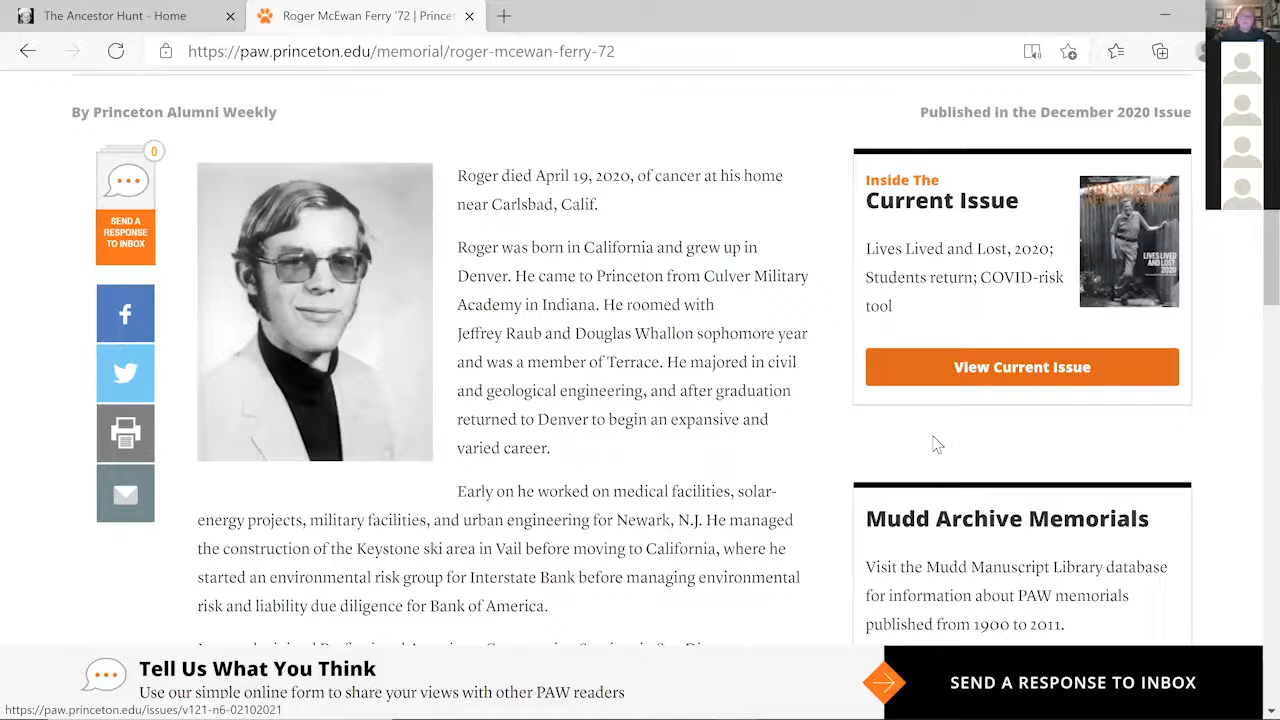 The Ancestor Hunt - Home
Roger McEwan Ferry '72 | Princet
https://paw.princeton.edu/memorial/roger-mcewan-ferry-72
By Princeton Alumni Weekly
Published in the December 2020 Issue
0
SEND A
RESPONSE
TO INBOX
Roger died April 19, 2020, of cancer at his home
near Carlsbad, Calif.
Roger was born in California and grew up in
Denver. He came to Princeton from Culver Military
Academy in Indiana. He roomed with
Jeffrey Raub and Douglas Whallon sophomore year
and was a member of Terrace. He majored in civil
and geological engineering, and after graduation
returned to Denver to begin an expansive and
varied career.
Early on he worked on medical facilities, solar-
energy projects, military facilities, and urban engineering for Newark, N.J. He managed
the construction of the Keystone ski area in Vail before moving to California, where he
started an environmental risk group for Interstate Bank before managing environmental
risk and liability due diligence for Bank of America.
Inside The
Current Issue
Lives Lived and Lost, 2020;
Students return; COVID-risk
tool
PRINCETON
LIVES LIVED
AND LOST:
2020
View Current Issue
Mudd Archive Memorials
Visit the Mudd Manuscript Library database
for information about PAW memorials
published from 1900 to 2011.
Tell Us What You Think
Use our simple online form to share your views with other PAW readers
SEND A RESPONSE TO INBOX
https://paw.princeton.edu/issues/v121-n6-02102021